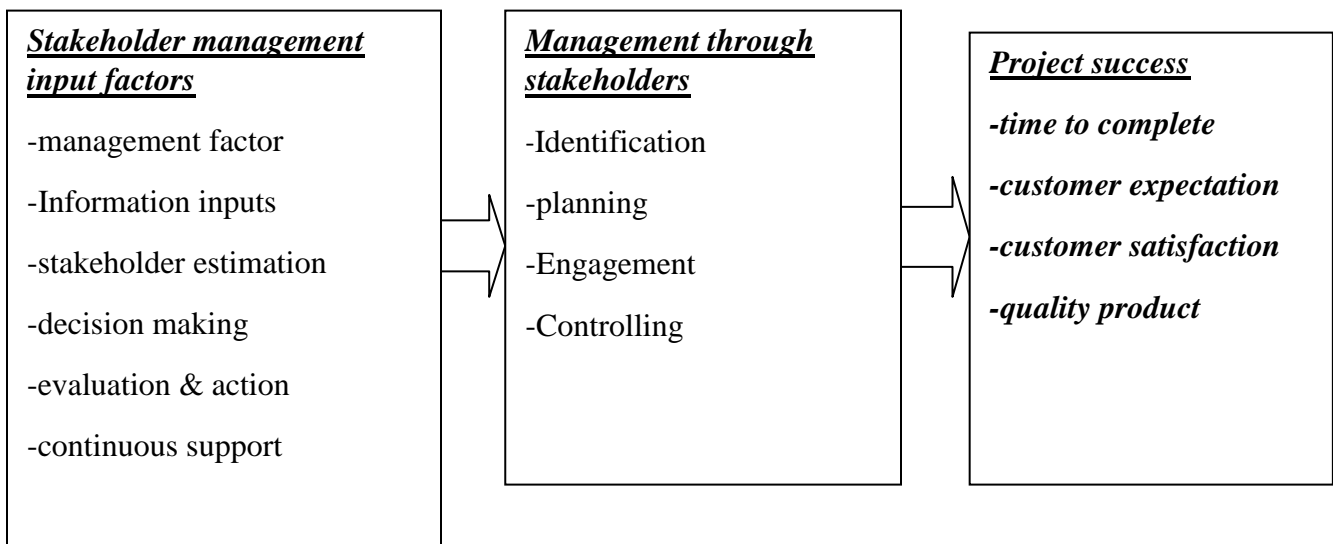 Stakeholder management
input factors
-management factor
-Information inputs
-stakeholder estimation
-decision making
-evaluation & action
-continuous support
Management through
stakeholders
-Identification
-planning
-Engagement
-Controlling
Project success
-time to complete
-customer expectation
-customer satisfaction
-quality product